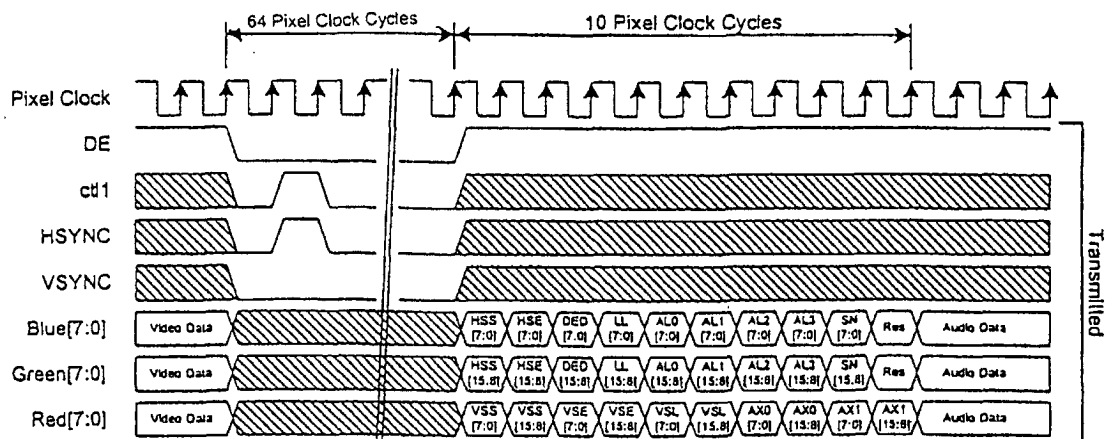 64 Pixel Clock Cycles
10 Pixel Clock Cycles
Pixel Clock
DE
ctl1
HSYNC
VSYNC
Blue[7:0] Video Data HSS [7:0] HSE [7:0] DED [7:0] LL [7:0] AL0 [7:0] AL1 [7:0] AL2 [7:0] AL3 [7:0] SN [7:0] Res Audio Data
Green[7:0] Video Data HSS [15:8] HSE [15:8] DED [15:8] LL [15:8] AL0 [15:8] AL1 [15:8] AL2 [15:8] AL3 [15:8] SN [15:8] Res Audio Data
Red[7:0] Video Data VSS [7:0] VSS [15:8] VSE [7:0] VSE [15:8] VSL [7:0] VSL [15:8] AX0 [7:0] AX0 [15:8] AX1 [7:0] AX1 [15:8] Audio Data
Transmitted